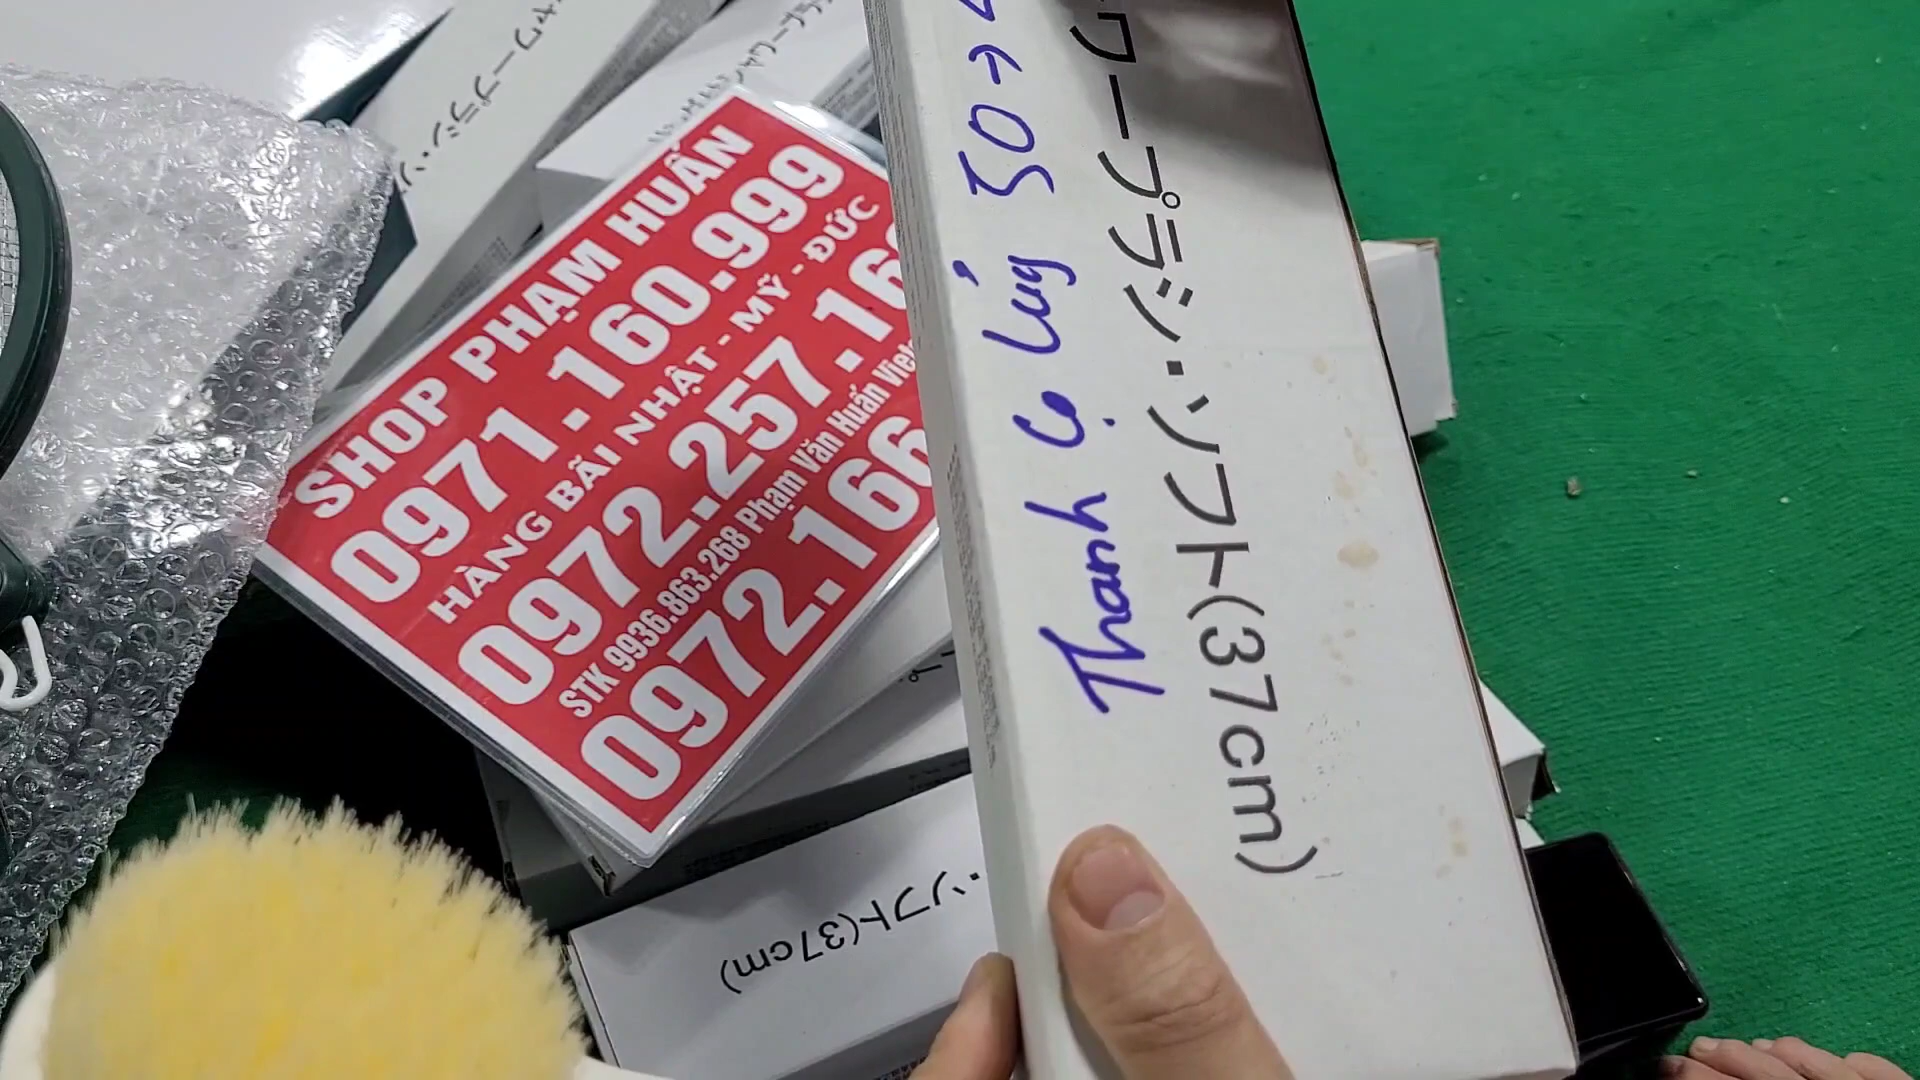 SHOP PHẠM HUẤN
0971.160.999
HÀNG BÃI NHẬT - MỸ - ĐỨC
0972.257.16
STK 9936.863.268 Phạm Văn Huấn Viet
0972.166
ワープラシ・ソフト(37cm)
Thanh Cọ Lưng 50→
・ソフト(37cm)